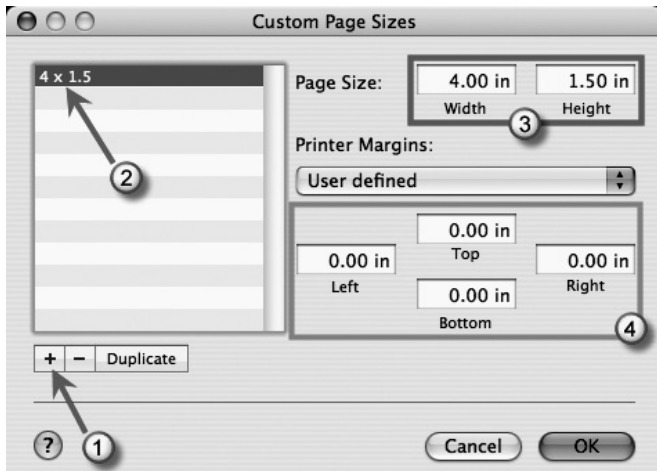 Custom Page Sizes
4 x 1.5
2
Page Size:
4.00 in
1.50 in
Width
Height
3
Printer Margins:
User defined
0.00 in
Top
0.00 in
0.00 in
Left
Right
0.00 in
Bottom
4
+ − Duplicate
? 1
Cancel
OK